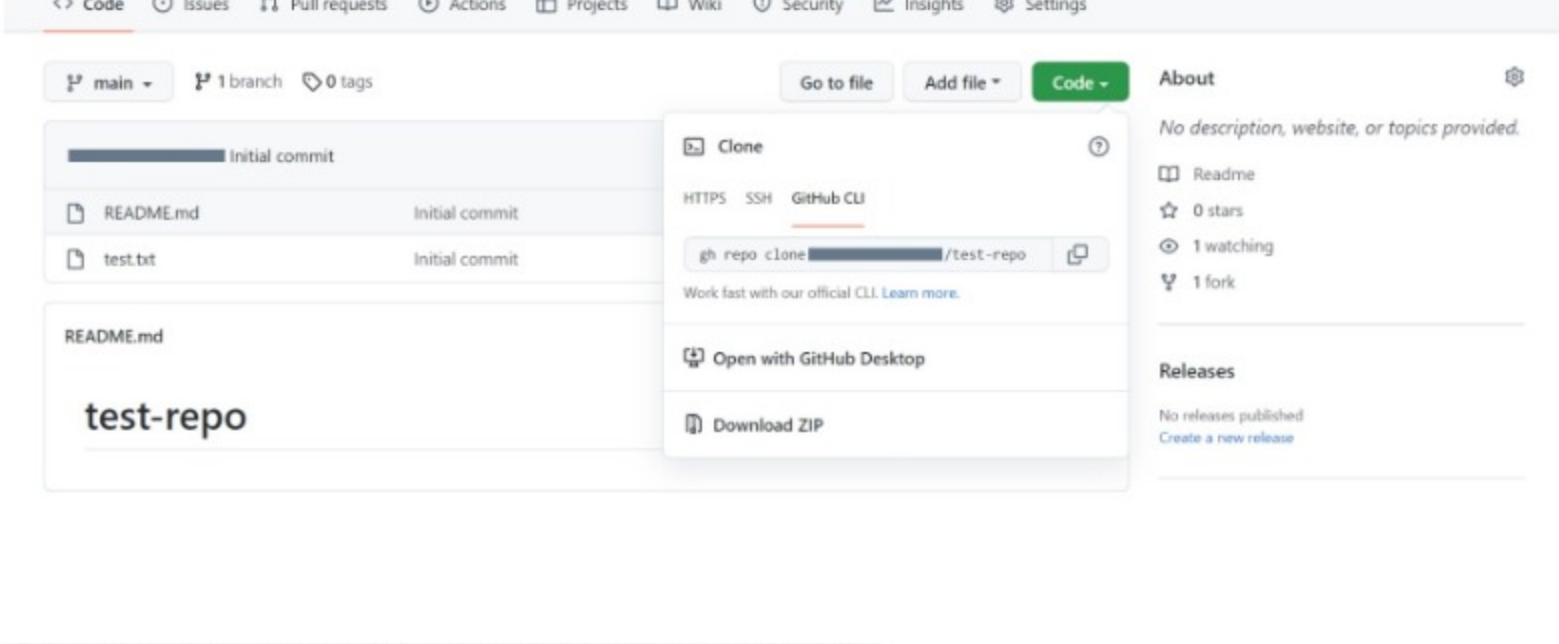 Code Issues Pull requests Actions Projects Wiki Security Insights Settings
main 1 branch 0 tags Go to file Add file Code
Initial commit
README.md Initial commit
test.txt Initial commit
README.md
test-repo
Clone
HTTPS SSH GitHub CLI
gh repo clone /test-repo
Work fast with our official CLI. Learn more.
Open with GitHub Desktop
Download ZIP
About
No description, website, or topics provided.
Readme
0 stars
1 watching
1 fork
Releases
No releases published
Create a new release